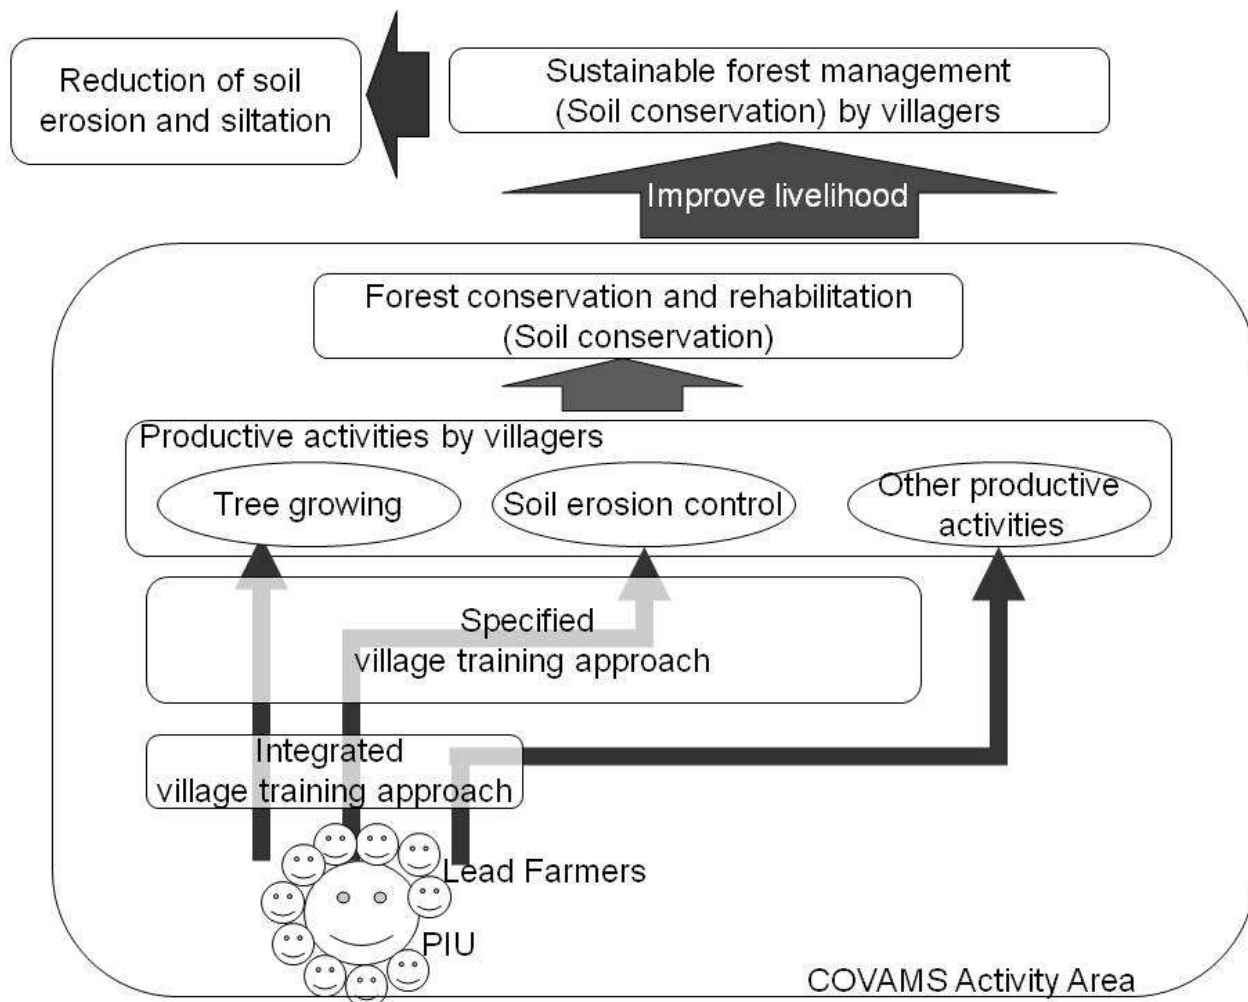 Reduction of soil
erosion and siltation
Sustainable forest management
(Soil conservation) by villagers
Improve livelihood
Forest conservation and rehabilitation
(Soil conservation)
Productive activities by villagers
Tree growing
Soil erosion control
Other productive
activities
Specified
village training approach
Integrated
village training approach
Lead Farmers
PIU
COVAMS Activity Area